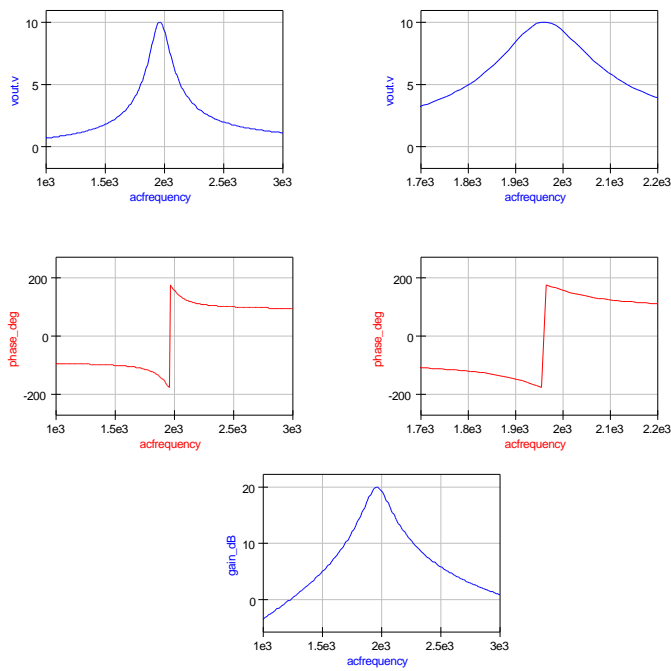 vout.v
10
5
0
1e3 1.5e3 2e3 2.5e3 3e3
acfrequency
vout.v
10
5
0
1.7e3 1.8e3 1.9e3 2e3 2.1e3 2.2e3
acfrequency
phase_deg
200
0
-200
1e3 1.5e3 2e3 2.5e3 3e3
acfrequency
phase_deg
200
0
-200
1.7e3 1.8e3 1.9e3 2e3 2.1e3 2.2e3
acfrequency
gain_dB
20
10
0
1e3 1.5e3 2e3 2.5e3 3e3
acfrequency